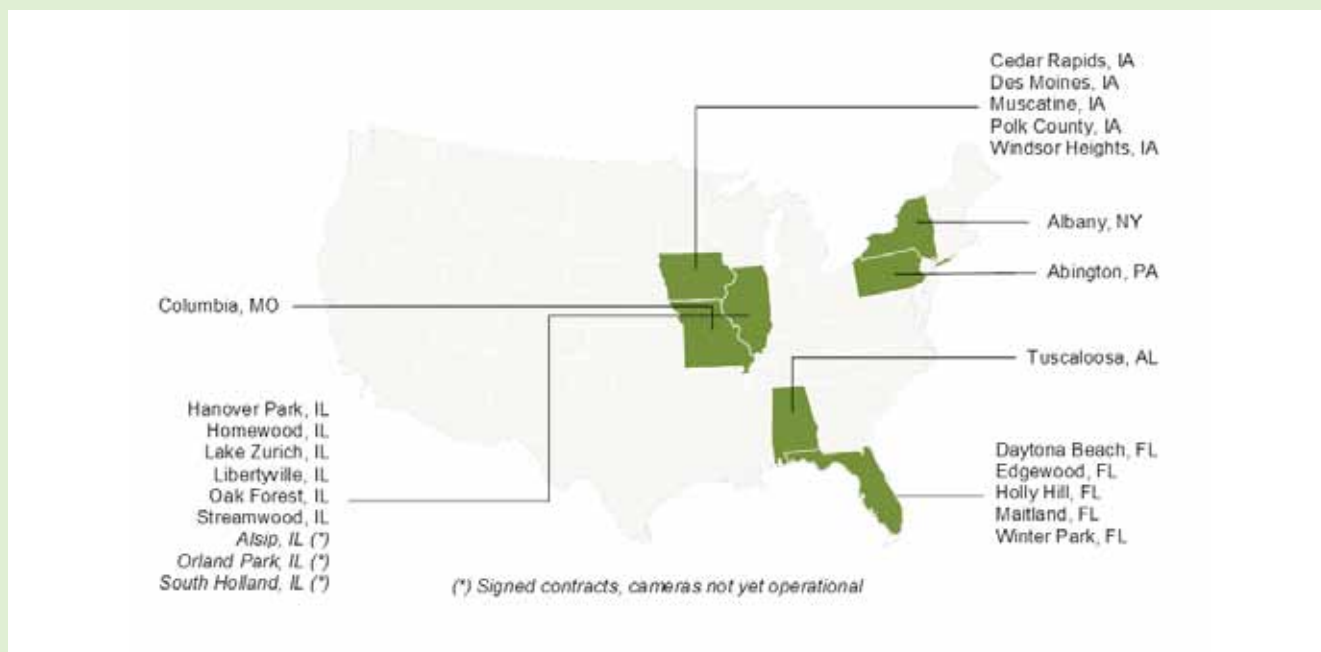 Cedar Rapids, IA
Des Moines, IA
Muscatine, IA
Polk County, IA
Windsor Heights, IA
Albany, NY
Abington, PA
Columbia, MO
Tuscaloosa, AL
Hanover Park, IL
Homewood, IL
Lake Zurich, IL
Libertyville, IL
Oak Forest, IL
Streamwood, IL
Alsip, IL (*)
Orland Park, IL (*)
South Holland, IL (*)
Daytona Beach, FL
Edgewood, FL
Holly Hill, FL
Maitland, FL
Winter Park, FL
(*) Signed contracts, cameras not yet operational